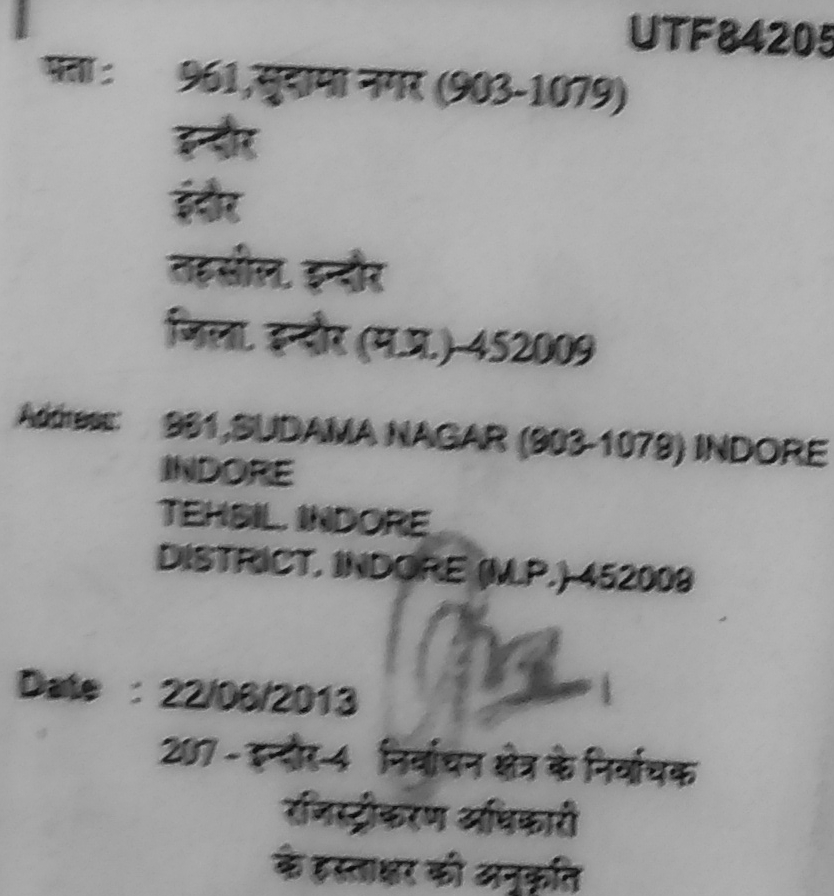 UTF84205
पता : 961,सुदामा नगर (903-1079)
इन्दौर
इंदौर
तहसील. इन्दौर
जिला. इन्दौर (म.प्र.)-452009
Address: 961,SUDAMA NAGAR (903-1079) INDORE
INDORE
TEHSIL. INDORE
DISTRICT. INDORE (M.P.)-452009
Date : 22/06/2013
207 - इन्दौर-4 निर्वाचन क्षेत्र के निर्वाचक
रजिस्ट्रीकरण अधिकारी
के हस्ताक्षर की अनुकृति